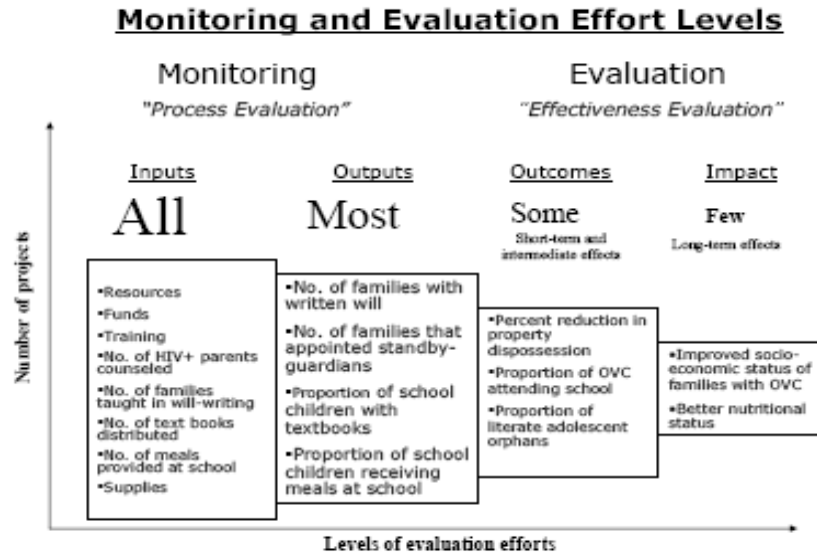 Monitoring and Evaluation Effort Levels
Monitoring
"Process Evaluation"
Evaluation
"Effectiveness Evaluation"
Number of projects
Inputs
All
•Resources
•Funds
•Training
•No. of HIV+ parents
counseled
•No. of families
taught in will-writing
•No. of text books
distributed
•No. of meals
provided at school
•Supplies
Outputs
Most
•No. of families with
written will
•No. of families that
appointed standby-
guardians
•Proportion of school
children with
textbooks
•Proportion of school
children receiving
meals at school
Outcomes
Some
Short-term and
intermediate effects
•Percent reduction in
property
dispossession
•Proportion of OVC
attending school
•Proportion of
literate adolescent
orphans
Impact
Few
Long-term effects
•Improved socio-
economic status of
families with OVC
•Better nutritional
status
Levels of evaluation efforts